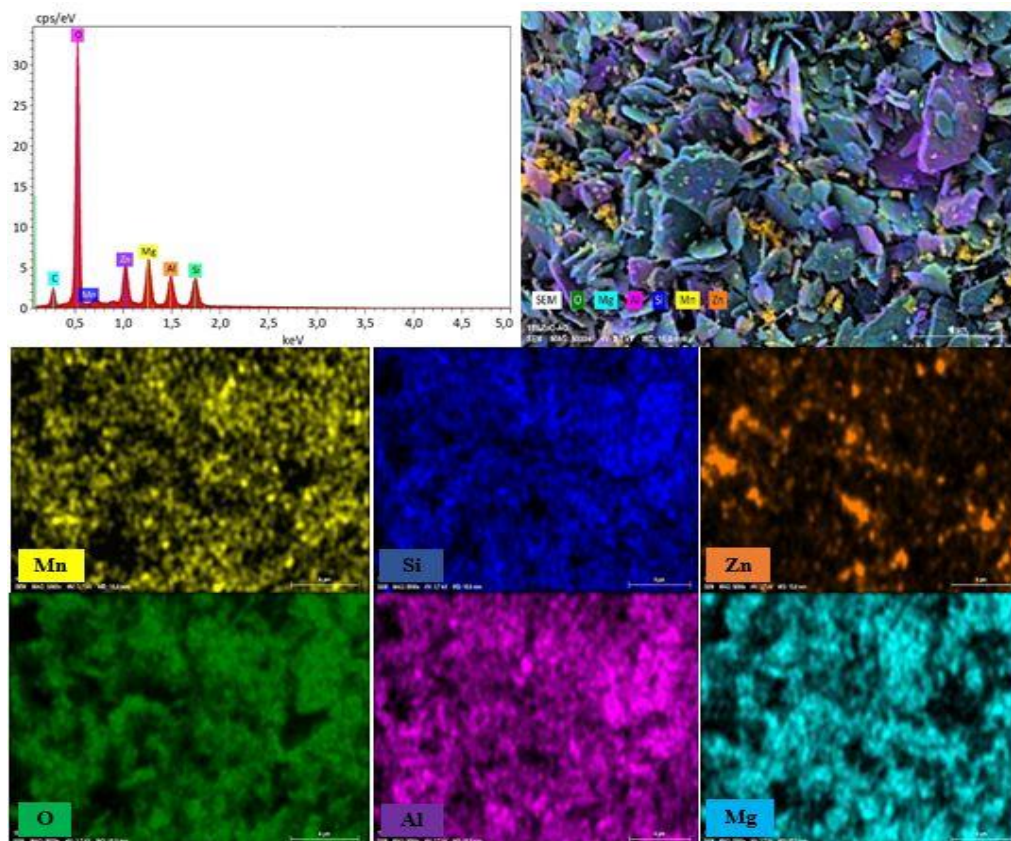 cps/eV
O
30
25
20
15
10
5
0
C
Mn
Zn
Mg
Al
Si
0,5 1,0 1,5 2,0 2,5 3,0 3,5 4,0 4,5 5,0
keV
SEM O Mg Al Si Mn Zn
Mn
Si
Zn
O
Al
Mg